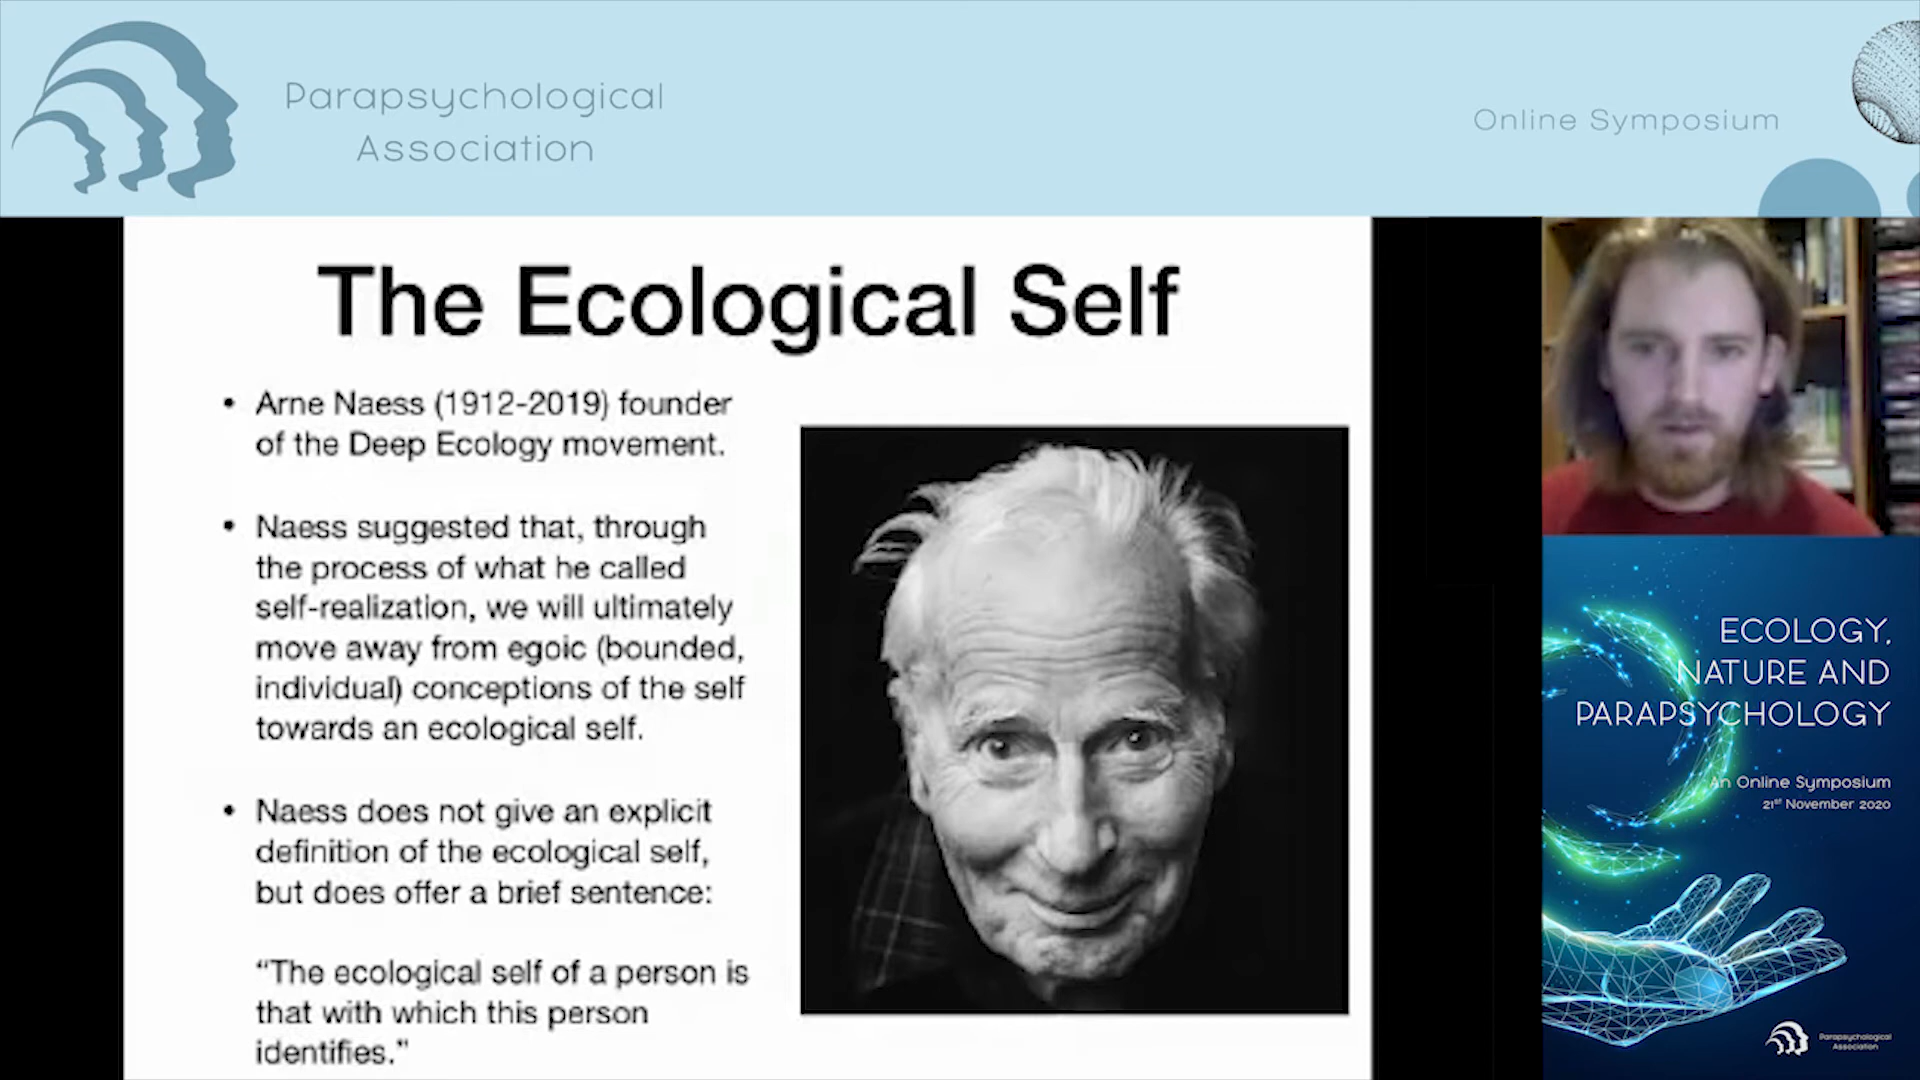 Parapsychological
Association
Online Symposium
The Ecological Self
• Arne Naess (1912-2019) founder
of the Deep Ecology movement.
• Naess suggested that, through
the process of what he called
self-realization, we will ultimately
move away from egoic (bounded,
individual) conceptions of the self
towards an ecological self.
• Naess does not give an explicit
definition of the ecological self,
but does offer a brief sentence:
“The ecological self of a person is
that with which this person
identifies.”
ECOLOGY,
NATURE AND
PARAPSYCHOLOGY
An Online Symposium
21st November 2020
Parapsychological
Association